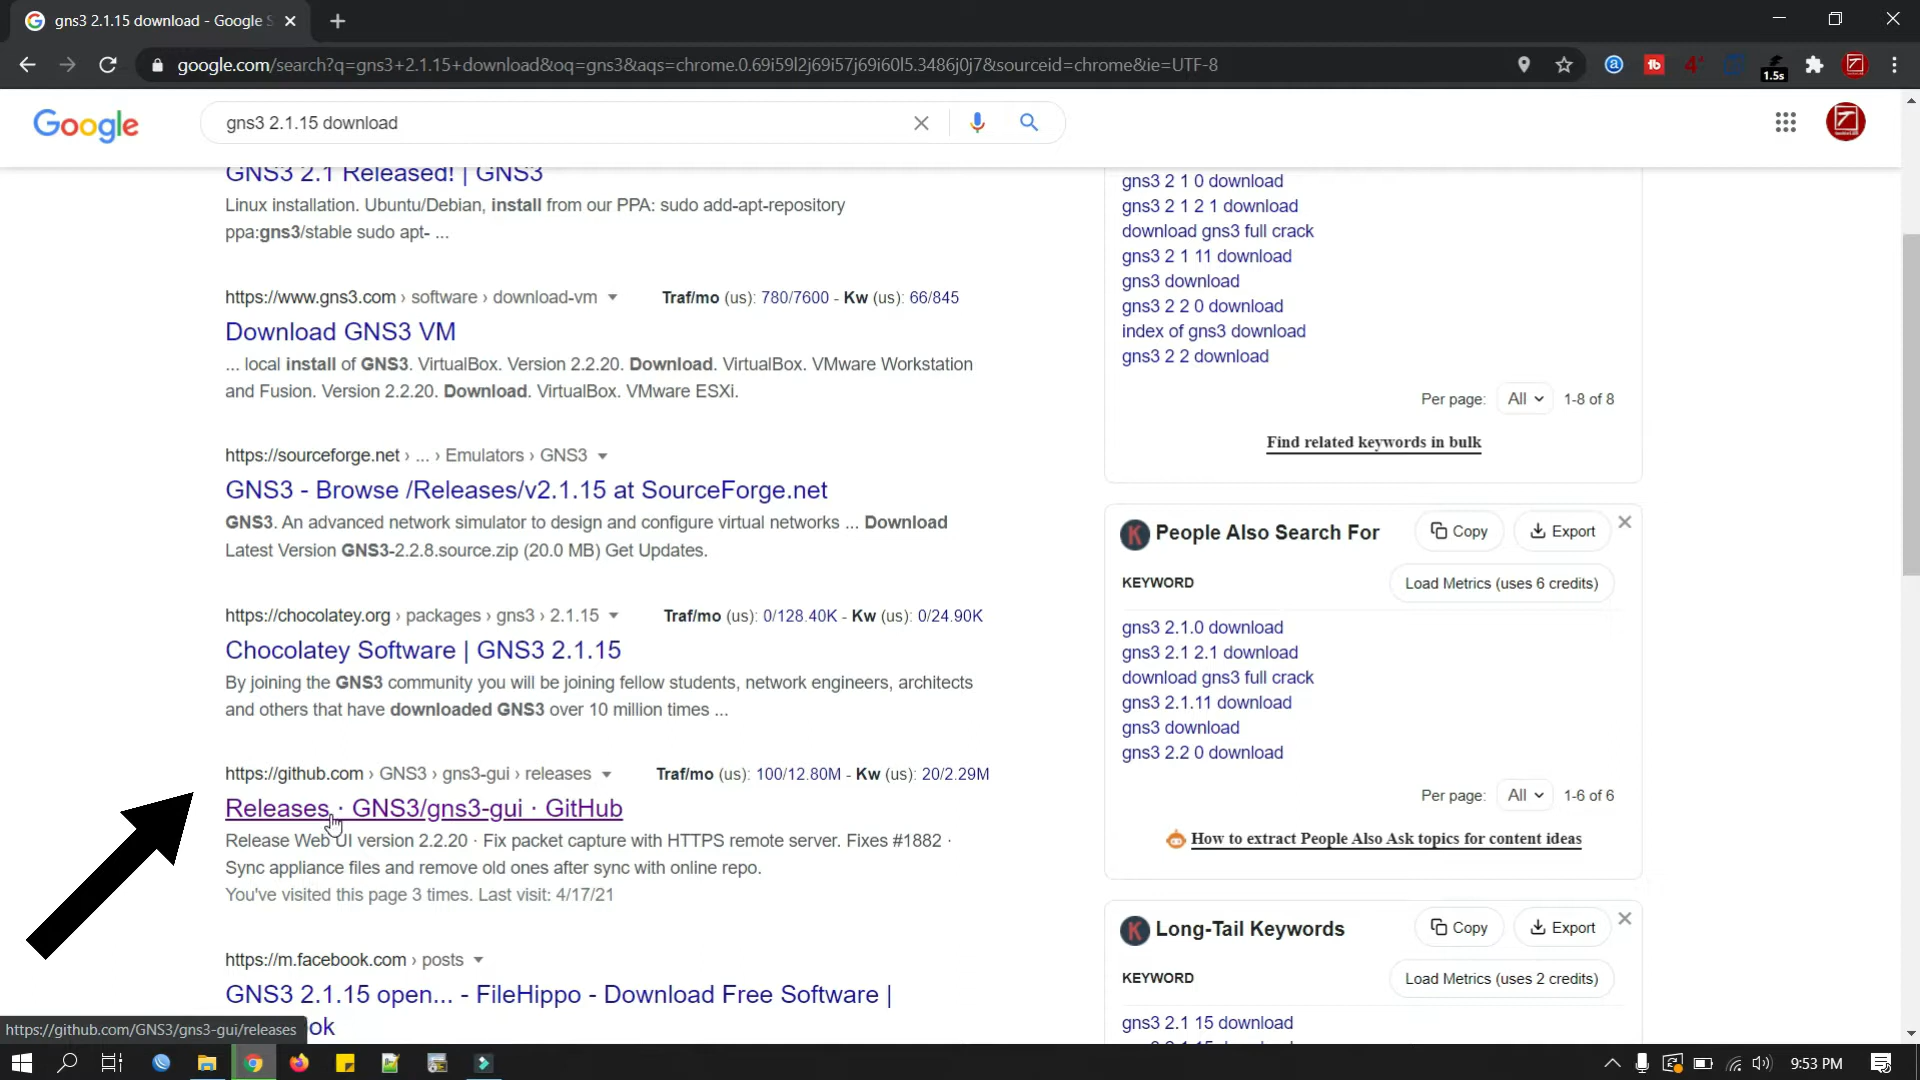 gns3 2.1.15 download - Google S
google.com/search?q=gns3+2.1.15+download&oq=gns3&aqs=chrome.0.69i59l2j69i57j69i60l5.3486j0j7&sourceid=chrome&ie=UTF-8
1.5s
Google
gns3 2.1.15 download
GNS3 2.1 Released! | GNS3
Linux installation. Ubuntu/Debian, install from our PPA: sudo add-apt-repository
ppa:gns3/stable sudo apt- ...
https://www.gns3.com › software › download-vm
Traf/mo (us): 780/7600 - Kw (us): 66/845
Download GNS3 VM
... local install of GNS3. VirtualBox. Version 2.2.20. Download. VirtualBox. VMware Workstation
and Fusion. Version 2.2.20. Download. VirtualBox. VMware ESXi.
https://sourceforge.net › ... › Emulators › GNS3
GNS3 - Browse /Releases/v2.1.15 at SourceForge.net
GNS3. An advanced network simulator to design and configure virtual networks ... Download
Latest Version GNS3-2.2.8.source.zip (20.0 MB) Get Updates.
https://chocolatey.org › packages › gns3 › 2.1.15
Traf/mo (us): 0/128.40K - Kw (us): 0/24.90K
Chocolatey Software | GNS3 2.1.15
By joining the GNS3 community you will be joining fellow students, network engineers, architects
and others that have downloaded GNS3 over 10 million times ...
https://github.com › GNS3 › gns3-gui › releases
Traf/mo (us): 100/12.80M - Kw (us): 20/2.29M
Releases · GNS3/gns3-gui · GitHub
Release Web UI version 2.2.20 · Fix packet capture with HTTPS remote server. Fixes #1882 ·
Sync appliance files and remove old ones after sync with online repo.
You've visited this page 3 times. Last visit: 4/17/21
https://m.facebook.com › posts
GNS3 2.1.15 open... - FileHippo - Download Free Software |
ok
https://github.com/GNS3/gns3-gui/releases
gns3 2 1 0 download
gns3 2 1 2 1 download
download gns3 full crack
gns3 2 1 11 download
gns3 download
gns3 2 2 0 download
index of gns3 download
gns3 2 2 download
Per page: All 1-8 of 8
Find related keywords in bulk
K People Also Search For
Copy
Export
KEYWORD
Load Metrics (uses 6 credits)
gns3 2.1.0 download
gns3 2.1 2.1 download
download gns3 full crack
gns3 2.1.11 download
gns3 download
gns3 2.2 0 download
Per page: All 1-6 of 6
How to extract People Also Ask topics for content ideas
K Long-Tail Keywords
Copy
Export
KEYWORD
Load Metrics (uses 2 credits)
gns3 2.1 15 download
9:53 PM